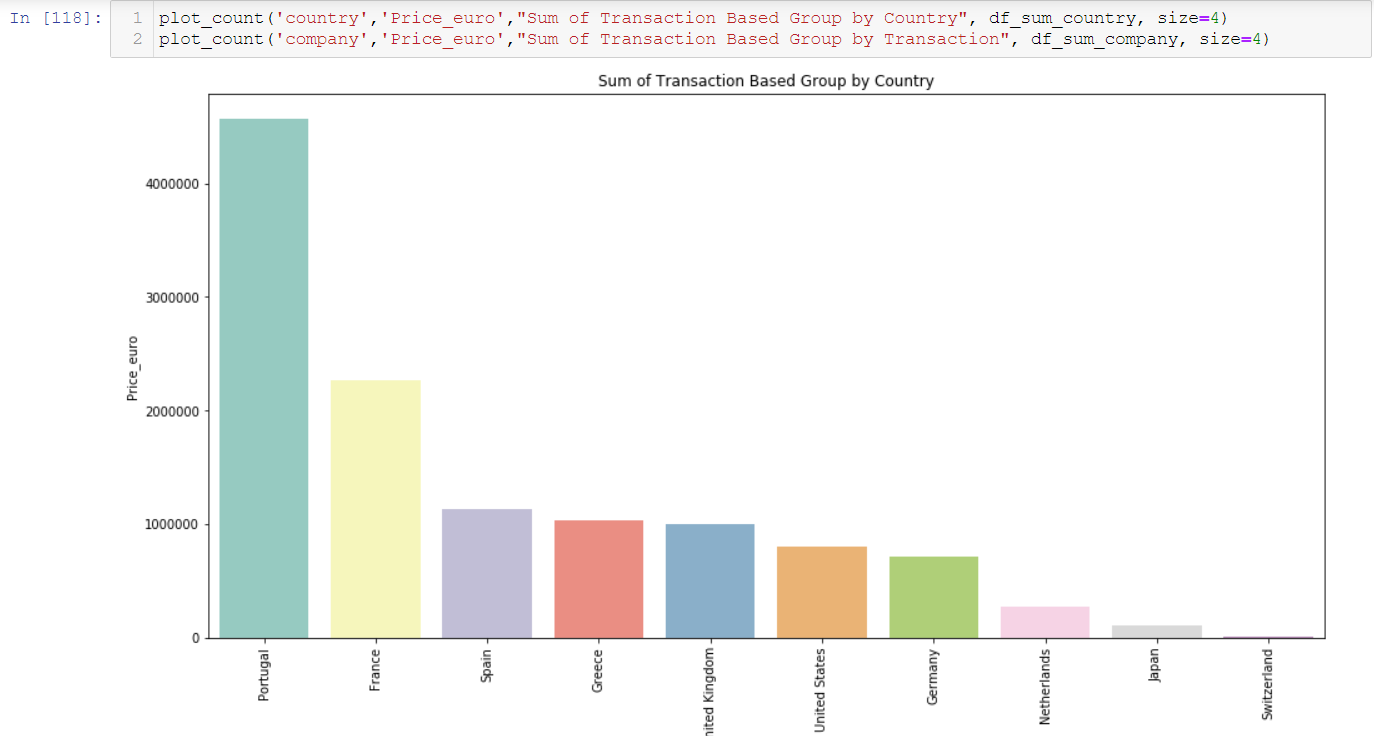 In [118]:
1 plot_count('country','Price_euro',"Sum of Transaction Based Group by Country", df_sum_country, size=4)
2 plot_count('company','Price_euro',"Sum of Transaction Based Group by Transaction", df_sum_company, size=4)
Sum of Transaction Based Group by Country
Price_euro
4000000
3000000
2000000
1000000
0
Portugal
France
Spain
Greece
nited Kingdom
United States
Germany
Netherlands
Japan
Switzerland